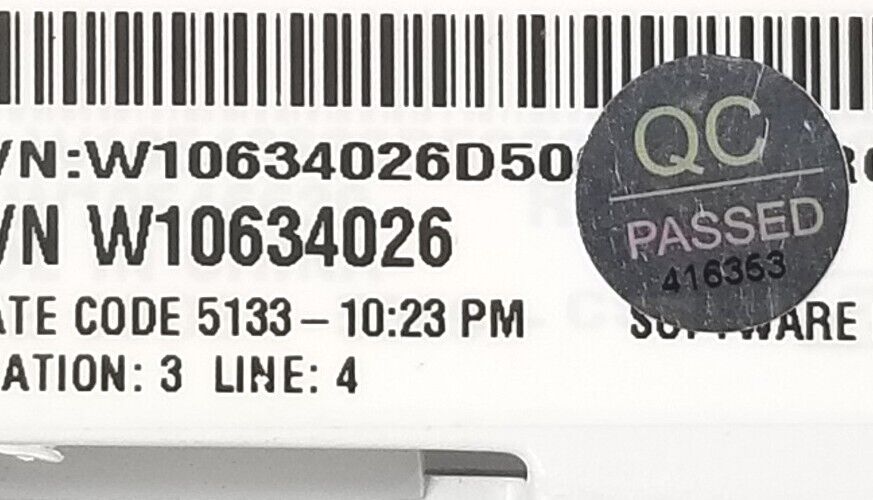 /N:W10634026D50
/N W10634026
ATE CODE 5133 – 10:23 PM
ATION: 3 LINE: 4
QC
PASSED
416353
SOFTWARE